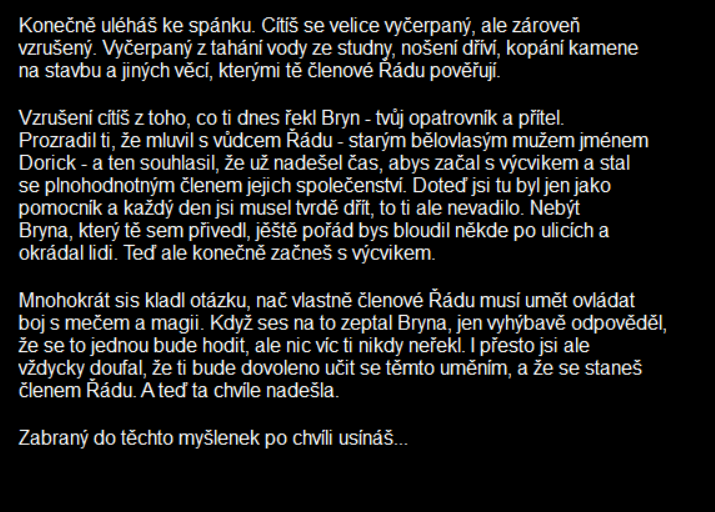 Konečně uléháš ke spánku. Cítíš se velice vyčerpaný, ale zároveň
vzrušený. Vyčerpaný z tahání vody ze studny, nošení dříví, kopání kamene
na stavbu a jiných věcí, kterými tě členové Řádu pověřují.
Vzrušení cítíš z toho, co ti dnes řekl Bryn - tvůj opatrovník a přítel.
Prozradil ti, že mluvil s vůdcem Řádu - starým bělovlasým mužem jménem
Dorick - a ten souhlasil, že už nadešel čas, abys začal s výcvikem a stal
se plnohodnotným členem jejich společenství. Doteď jsi tu byl jen jako
pomocník a každý den jsi musel tvrdě dřít, to ti ale nevadilo. Nebýt
Bryna, který tě sem přivedl, jěště pořád bys bloudil někde po ulicích a
okrádal lidi. Teď ale konečně začneš s výcvikem.
Mnohokrát sis kladl otázku, nač vlastně členové Řádu musí umět ovládat
boj s mečem a magii. Když ses na to zeptal Bryna, jen vyhýbavě odpověděl,
že se to jednou bude hodit, ale nic víc ti nikdy neřekl. I přesto jsi ale
vždycky doufal, že ti bude dovoleno učit se těmto uměním, a že se staneš
členem Řádu. A teď ta chvíle nadešla.
Zabraný do těchto myšlenek po chvíli usínáš...